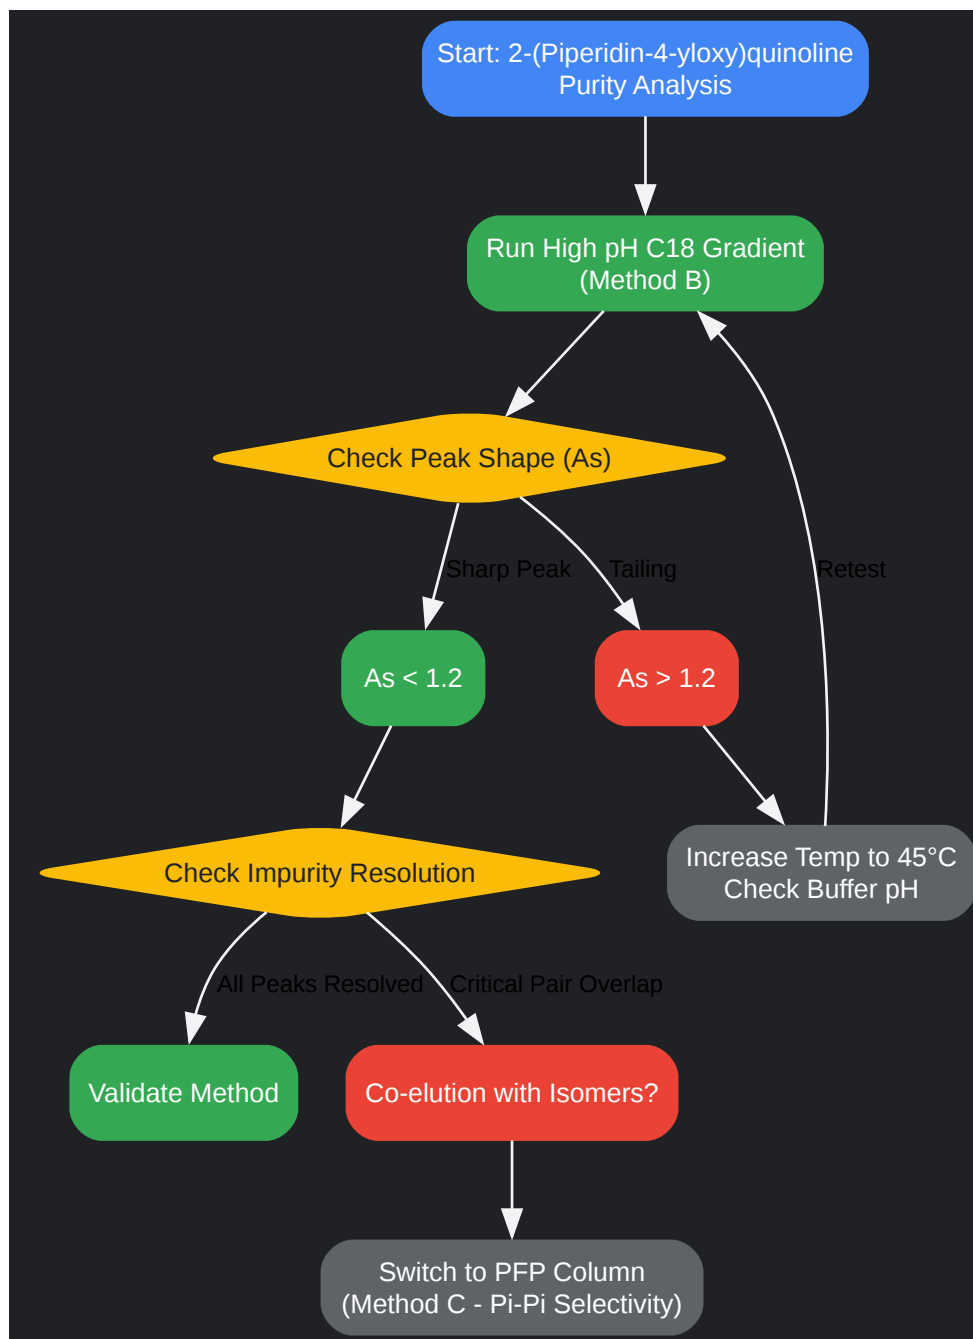 Start: 2-(Piperidin-4-yloxy)quinoline
Purity Analysis
Run High pH C18 Gradient
(Method B)
Check Peak Shape (As)
Sharp Peak
Tailing
Retest
As < 1.2
As > 1.2
Increase Temp to 45°C
Check Buffer pH
Check Impurity Resolution
All Peaks Resolved
Critical Pair Overlap
Validate Method
Co-elution with Isomers?
Switch to PFP Column
(Method C - Pi-Pi Selectivity)